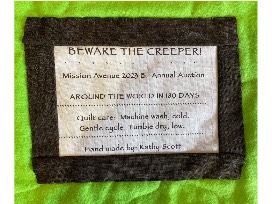 BEWARE THE CREEPER!
Mission Avenue 2023 B Annual Auction
AROUND THE WORLD IN 180 DAYS
Quilt care: Machine wash, cold.
Gentle cycle. Tumble dry, low.
Hand made by: Kathy Scott